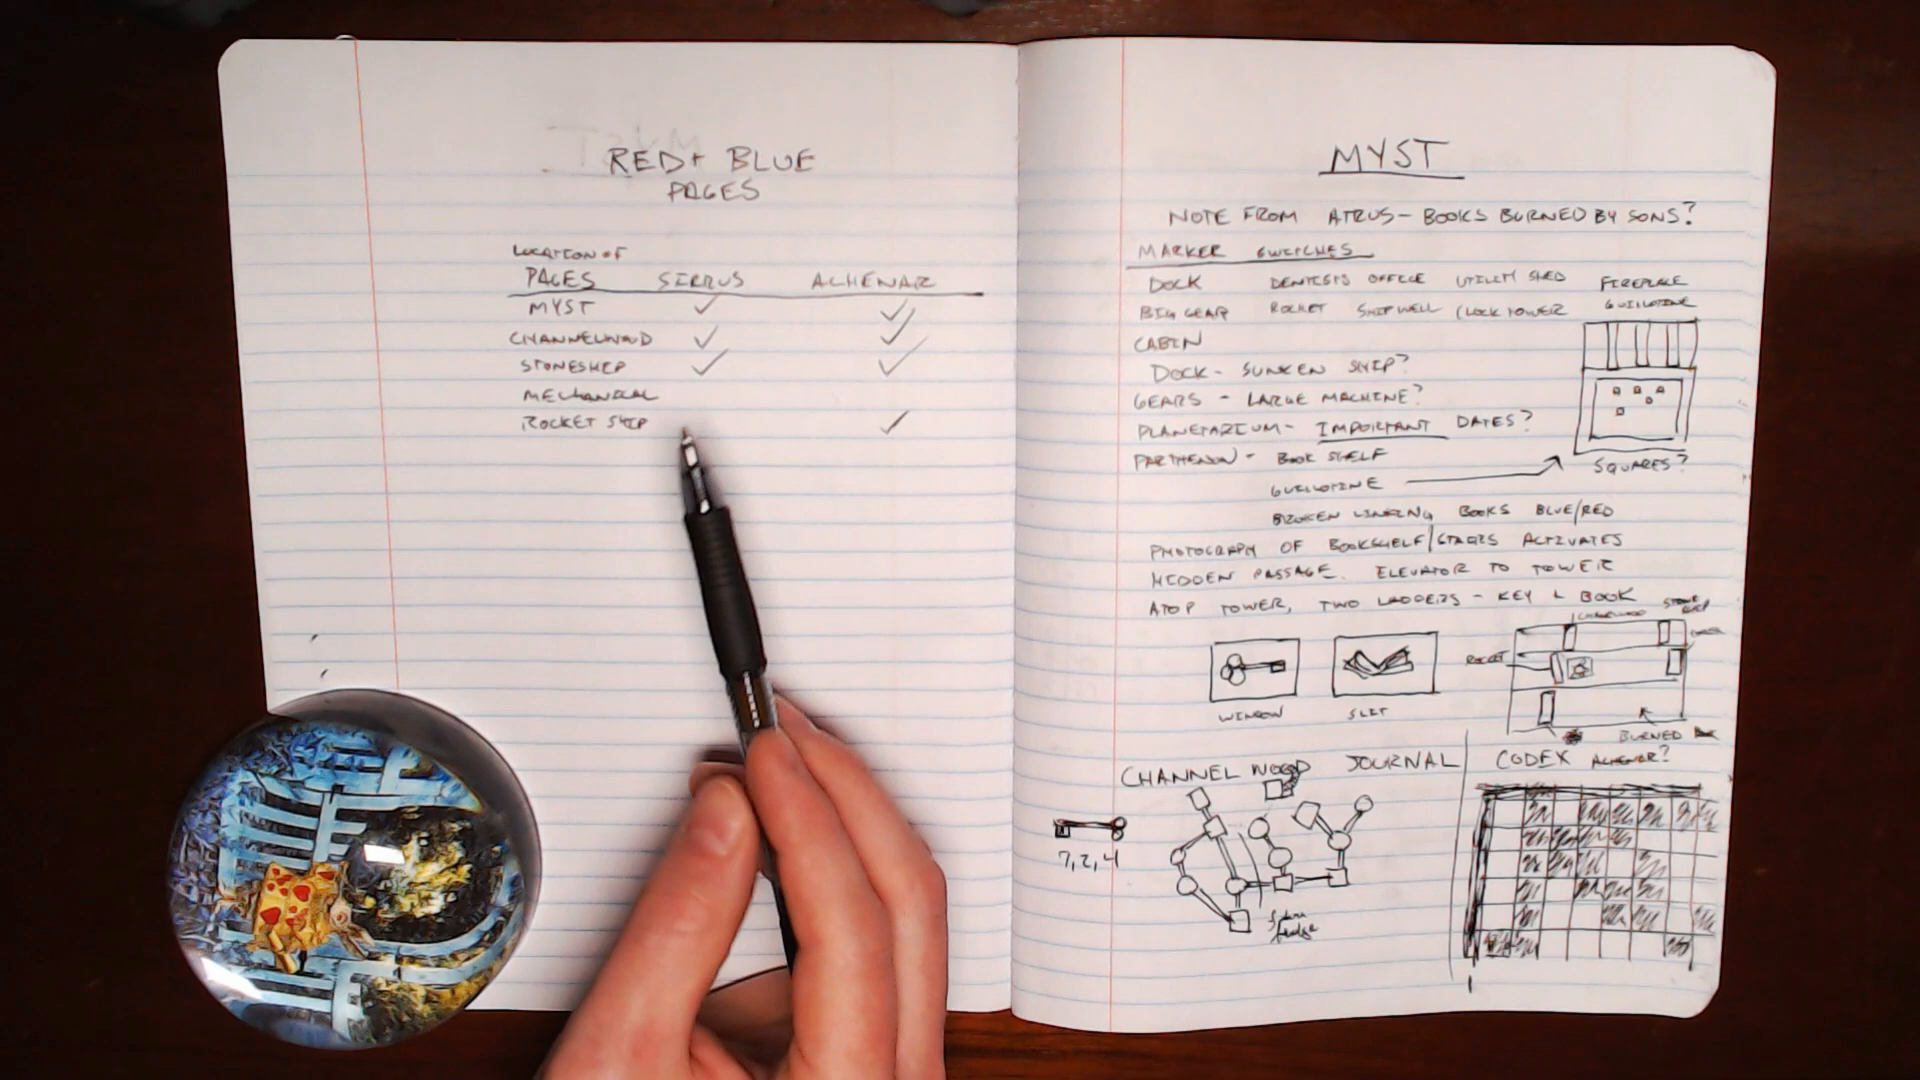 RED + BLUE
PAGES
LOCATION OF
PAGES SIRRUS ACHENAR
MYST ✓ ✓
CHANNELWOOD ✓ ✓
STONESHIP ✓ ✓
MECHANICAL
ROCKET SHIP ✓
MYST
NOTE FROM ATRUS - BOOKS BURNED BY SONS?
MARKER SWITCHES
DOCK DENTISTS OFFICE UTILITY SHED FIREPLACE
BIG GEAR ROCKET SHIP WELL CLOCK TOWER GUILLOTINE
CABIN
DOCK - SUNKEN SHIP?
GEARS - LARGE MACHINE?
PLANETARIUM - IMPORTANT DATES?
PARTHENON - BOOK SHELF
SQUARES?
GUILLOTINE
BROKEN LINKING BOOKS BLUE/RED
PHOTOGRAPH OF BOOKSHELF/STAIRS ACTIVATES
HIDDEN PASSAGE. ELEVATOR TO TOWER
ATOP TOWER, TWO LADDERS - KEY & BOOK
STONE
SHIP
ROCKET
WINDOW SLIT
BURNED
CHANNELWOOD JOURNAL
CODEX ACHENAR?
7, 2, 4